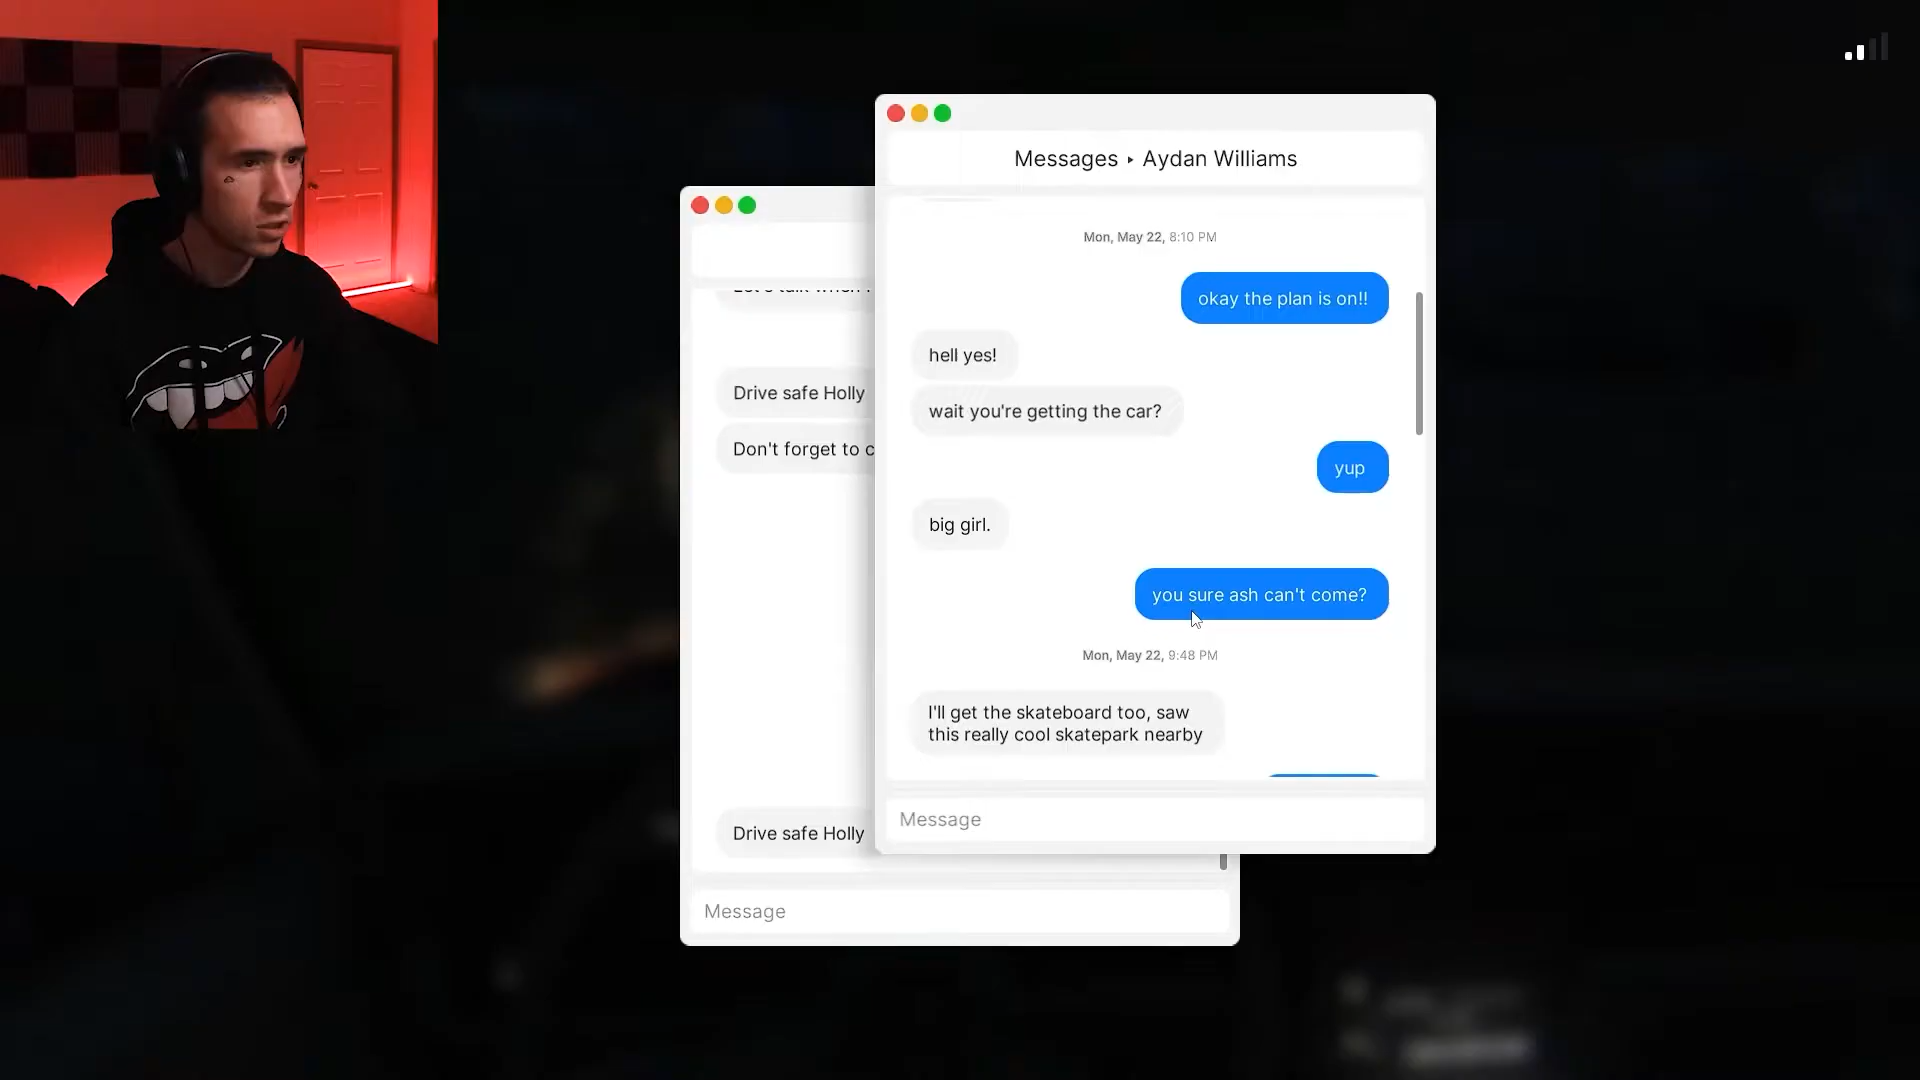 Messages ▸ Aydan Williams
Mon, May 22, 8:10 PM
okay the plan is on!!
hell yes!
wait you're getting the car?
yup
big girl.
you sure ash can't come?
Mon, May 22, 9:48 PM
I'll get the skateboard too, saw
this really cool skatepark nearby
Message
Let's talk when
Drive safe Holly
Don't forget to
Drive safe Holly
Message